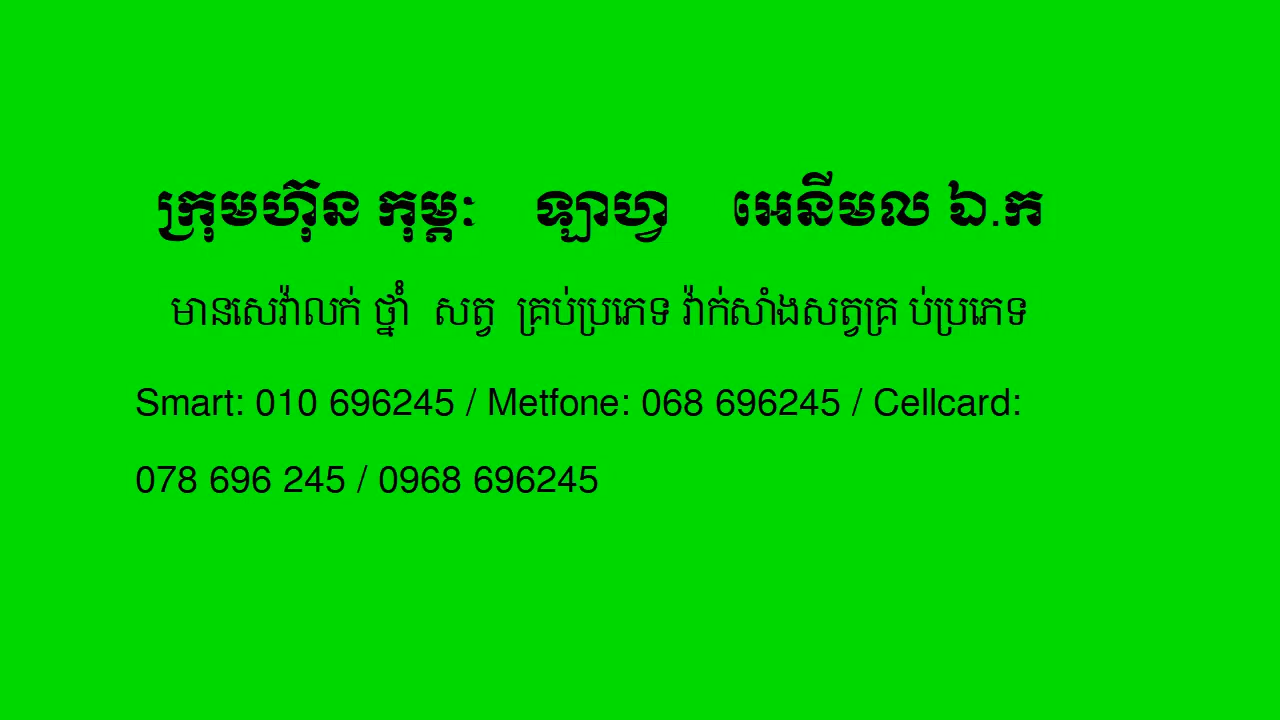 ក្រុមហ៊ុន កុម្ភៈ ឡាហ្វ អេនីមល ឯ.ក
មានសេវ៉ាលក់ ថ្នាំ សត្វ គ្រប់ប្រភេទ វ៉ាក់សាំងសត្វគ្រ ប់ប្រភេទ
Smart: 010 696245 / Metfone: 068 696245 / Cellcard:
078 696 245 / 0968 696245